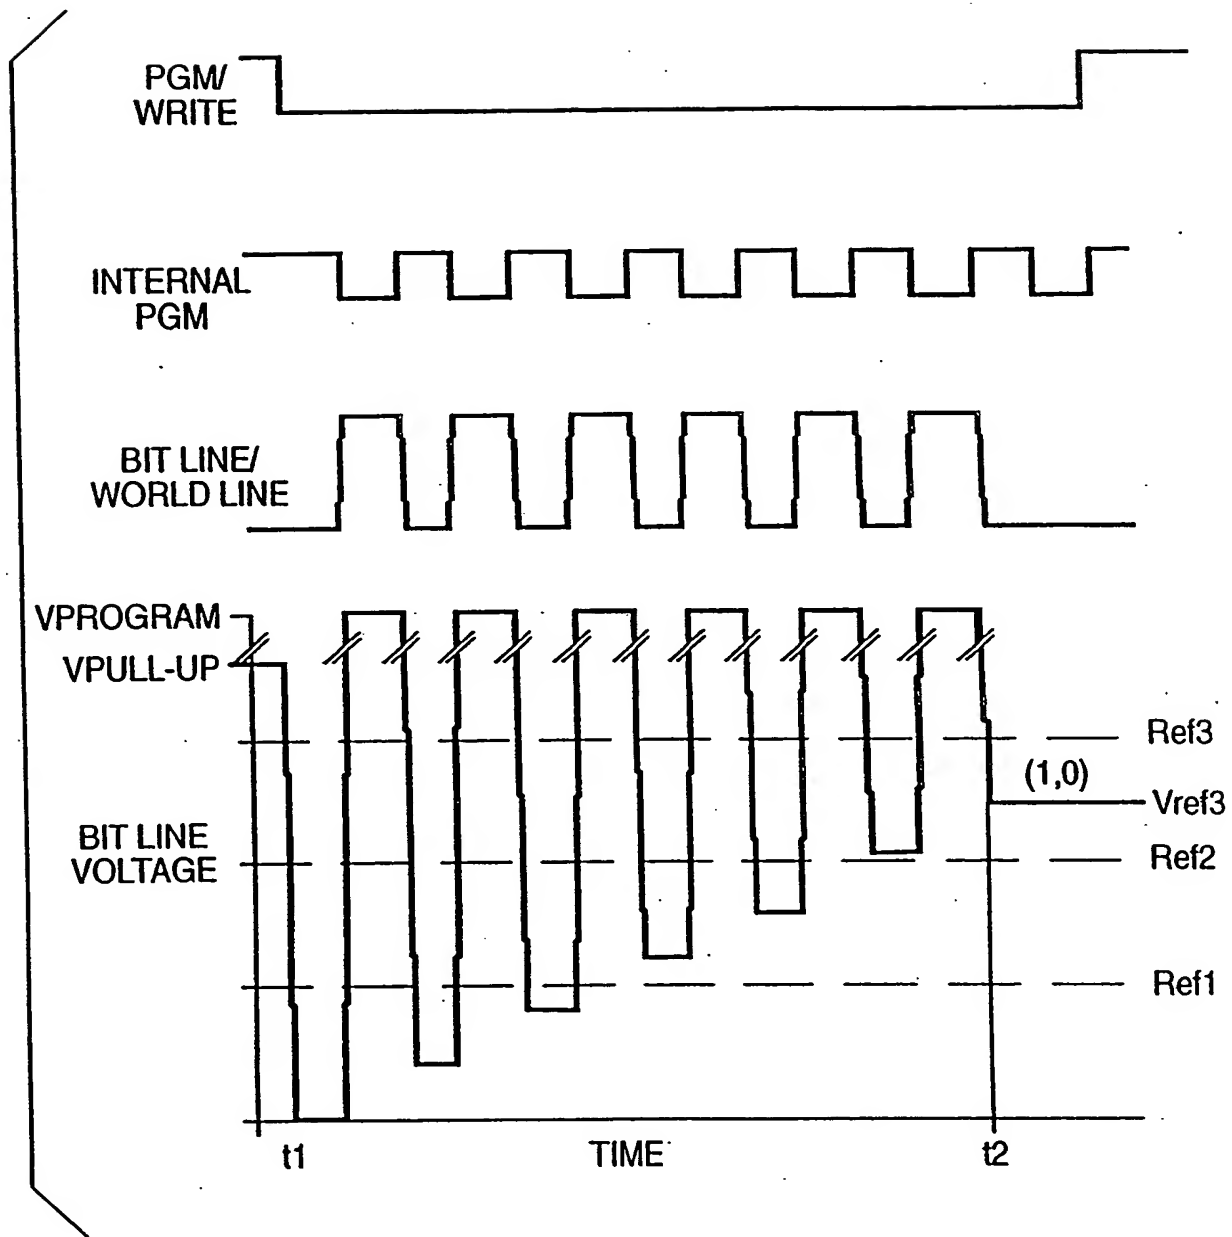 PGM/
WRITE
INTERNAL
PGM
BIT LINE/
WORLD LINE
VPROGRAM
VPULL-UP
Ref3
(1,0)
Vref3
BIT LINE
VOLTAGE
Ref2
Ref1
t1
TIME
t2